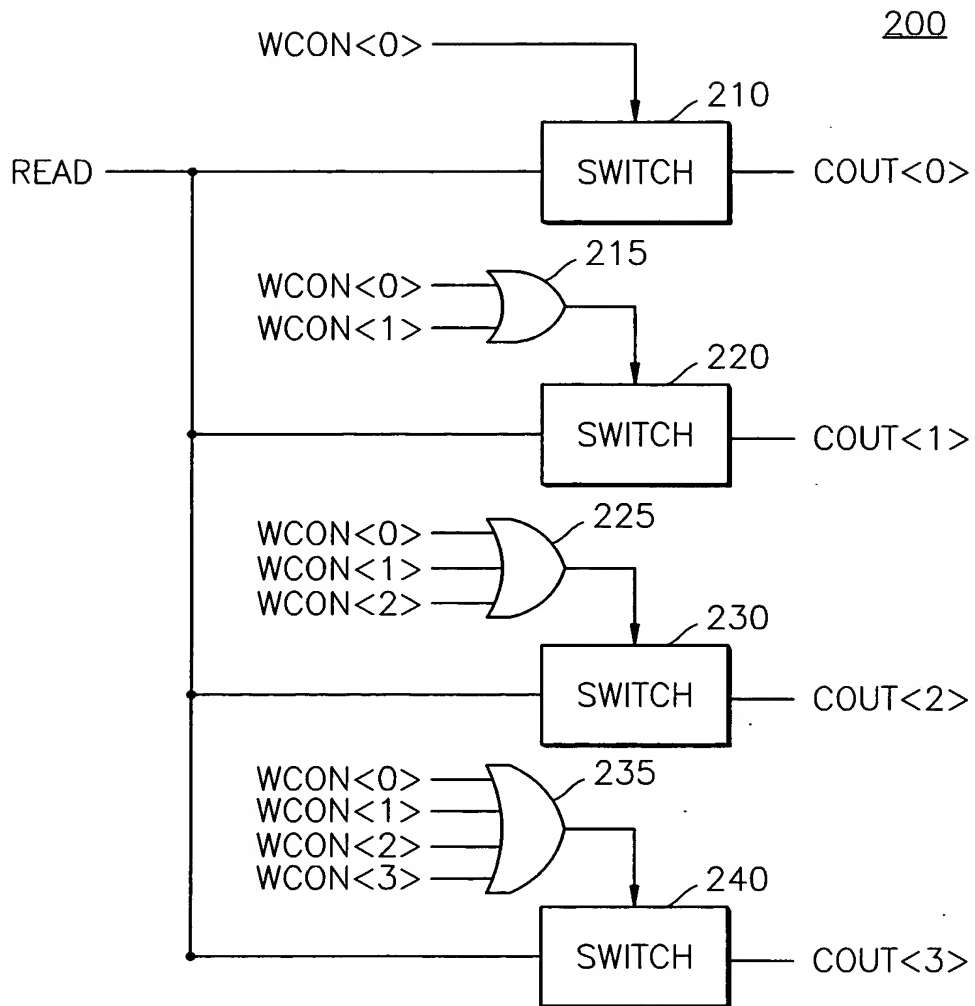 200
WCON<0>
210
READ
SWITCH
COUT<0>
215
WCON<0>
WCON<1>
220
SWITCH
COUT<1>
225
WCON<0>
WCON<1>
WCON<2>
230
SWITCH
COUT<2>
235
WCON<0>
WCON<1>
WCON<2>
WCON<3>
240
SWITCH
COUT<3>